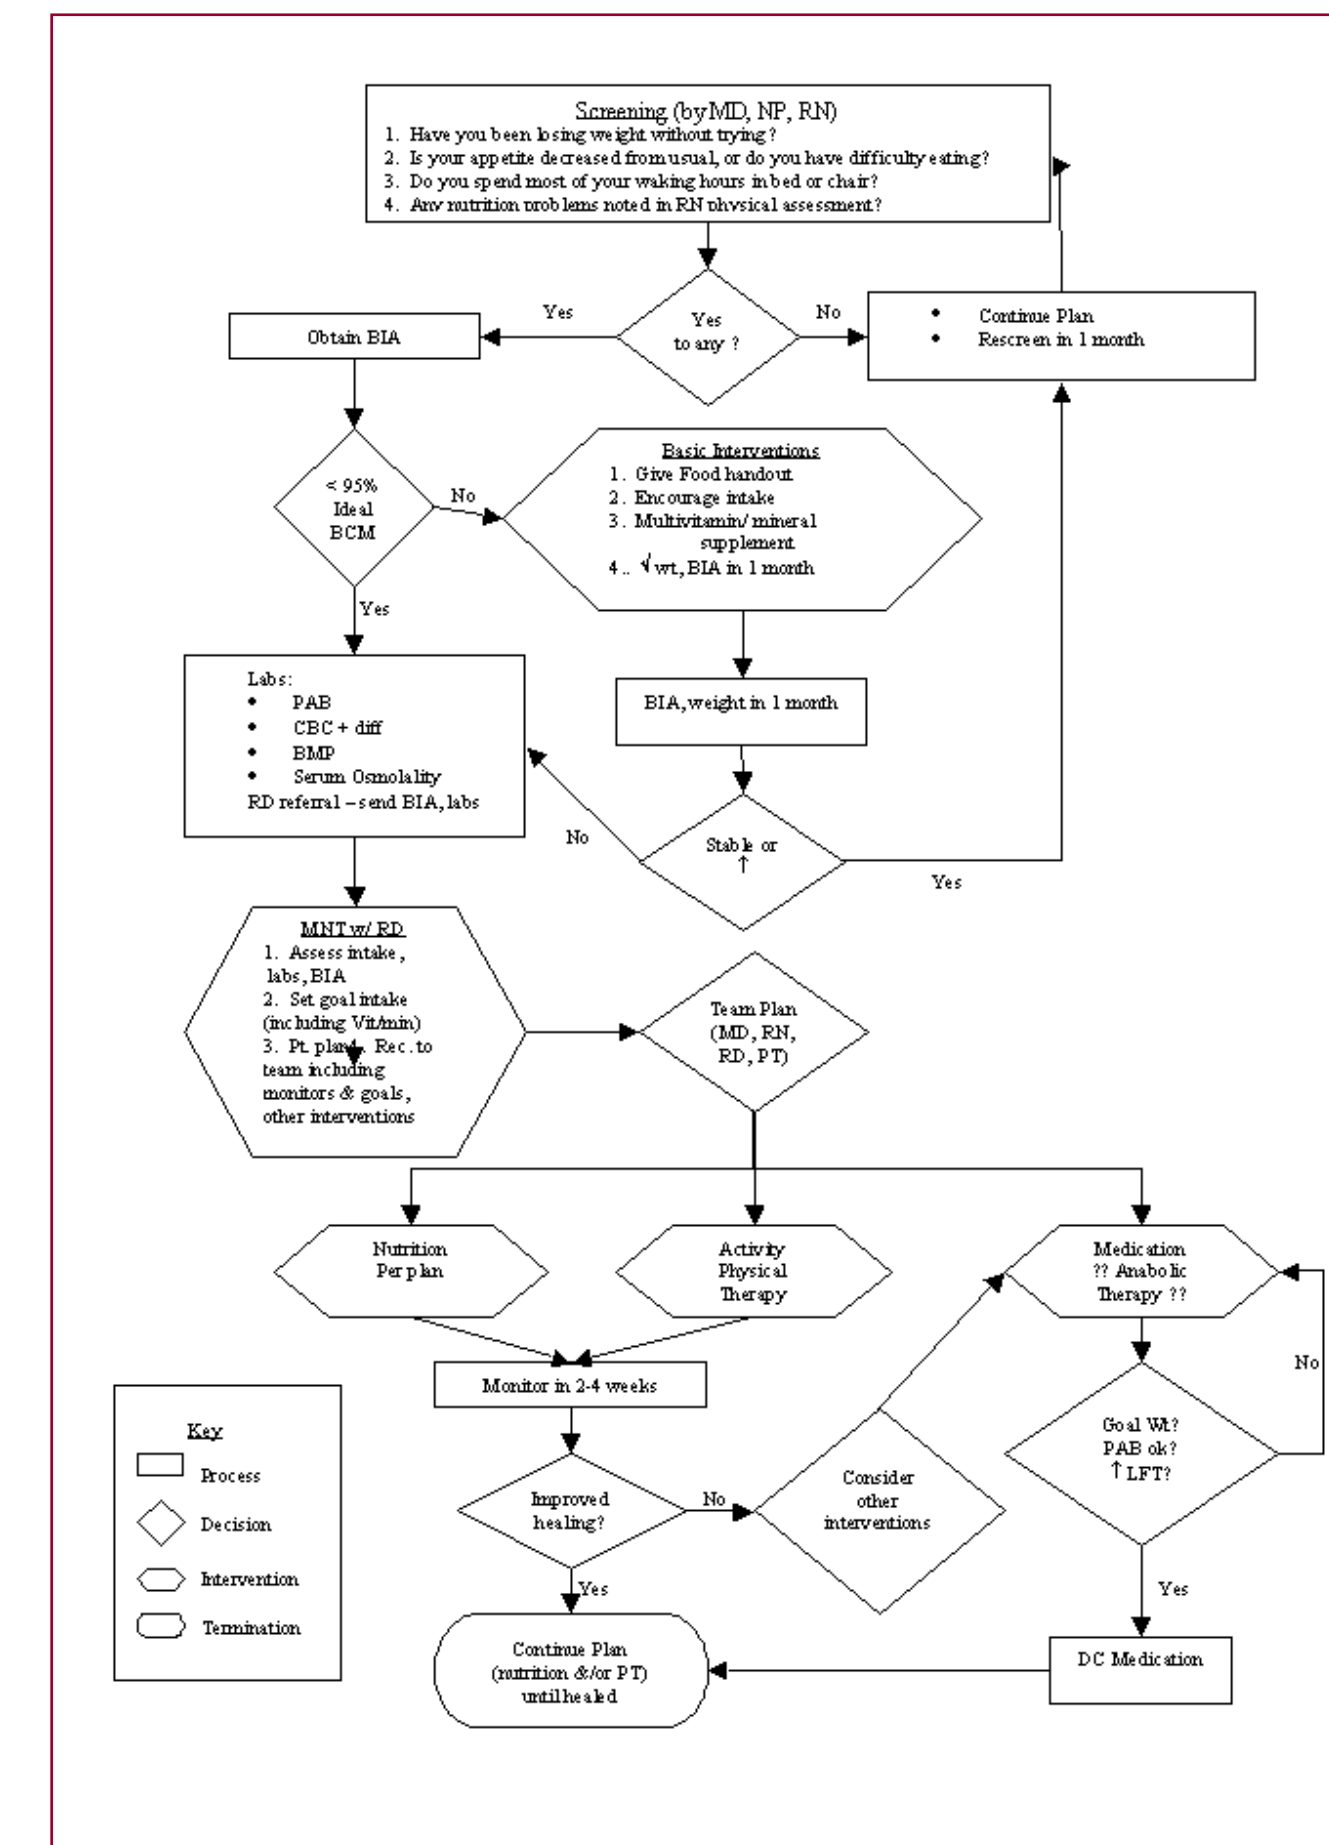 Screening (by MD, NP, RN)
1. Have you been losing weight without trying?
2. Is your appetite decreased from usual, or do you have difficulty eating?
3. Do you spend most of your waking hours in bed or chair?
4. Any nutrition problems noted in RN physical assessment?
Yes
to any ?
Yes
No
Obtain BIA
• Continue Plan
• Rescreen in 1 month
< 95%
Ideal
BCM
No
Yes
Basic Interventions
1. Give Food handout
2. Encourage intake
3. Multivitamin/ mineral
supplement
4.. √ wt, BIA in 1 month
BIA, weight in 1 month
Labs:
• PAB
• CBC + diff
• BMP
• Serum Osmolality
RD referral – send BIA, labs
Stable or
↑
No
Yes
MNT w/ RD
1. Assess intake,
labs, BIA
2. Set goal intake
(including Vit/min)
3. Pt. plan4. Rec. to
team including
monitors & goals,
other interventions
Team Plan
(MD, RN,
RD, PT)
Nutrition
Per plan
Activity
Physical
Therapy
Medication
?? Anabolic
Therapy ??
Monitor in 2-4 weeks
No
Goal Wt?
PAB ok?
↑ LFT?
Improved
healing?
No
Consider
other
interventions
Yes
Yes
Continue Plan
(nutrition &/or PT)
until healed
DC Medication
Key
Process
Decision
Intervention
Termination